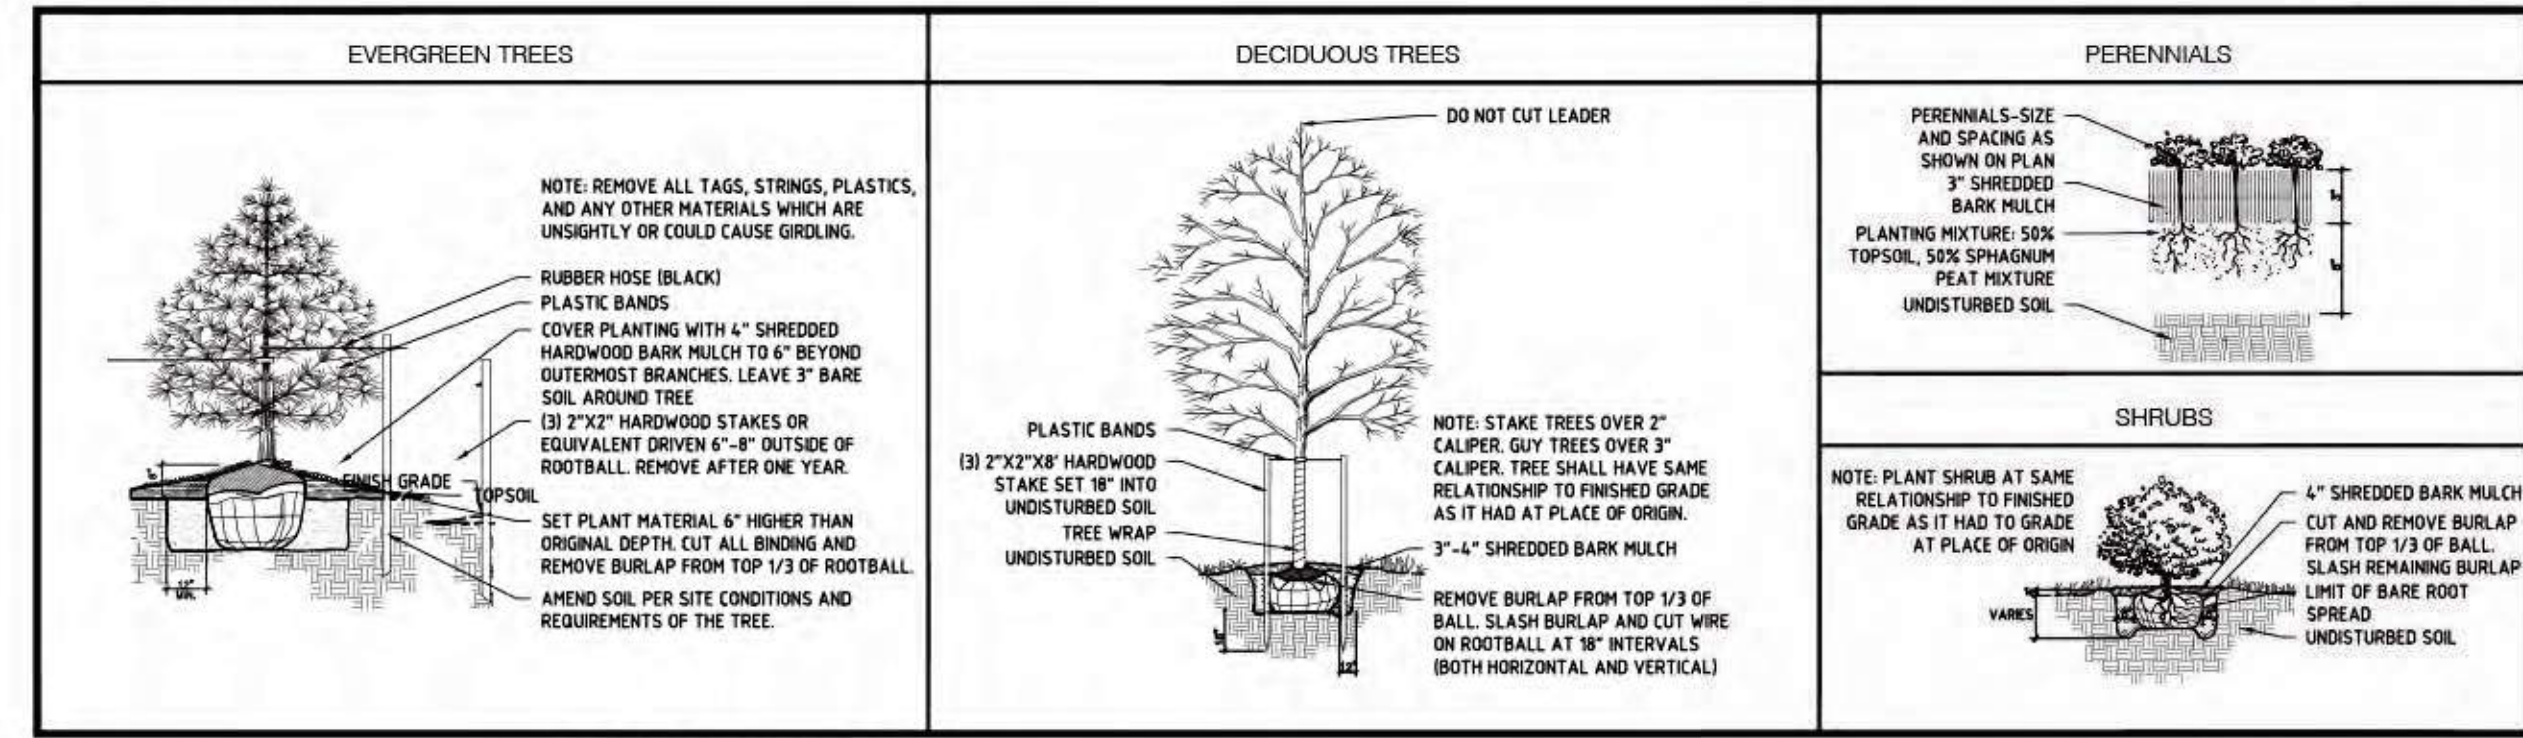 EVERGREEN TREES
NOTE: REMOVE ALL TAGS, STRINGS, PLASTICS,
AND ANY OTHER MATERIALS WHICH ARE
UNSIGHTLY OR COULD CAUSE GIRDLING.
RUBBER HOSE (BLACK)
PLASTIC BANDS
COVER PLANTING WITH 4" SHREDDED
HARDWOOD BARK MULCH TO 6" BEYOND
OUTERMOST BRANCHES. LEAVE 3" BARE
SOIL AROUND TREE
(3) 2"X2" HARDWOOD STAKES OR
EQUIVALENT DRIVEN 6"-8" OUTSIDE OF
ROOTBALL. REMOVE AFTER ONE YEAR.
FINISH GRADE
TOPSOIL
SET PLANT MATERIAL 6" HIGHER THAN
ORIGINAL DEPTH. CUT ALL BINDING AND
REMOVE BURLAP FROM TOP 1/3 OF ROOTBALL.
AMEND SOIL PER SITE CONDITIONS AND
REQUIREMENTS OF THE TREE.
6"
12"
DECIDUOUS TREES
DO NOT CUT LEADER
PLASTIC BANDS
(3) 2"X2"X8' HARDWOOD
STAKE SET 18" INTO
UNDISTURBED SOIL
TREE WRAP
UNDISTURBED SOIL
NOTE: STAKE TREES OVER 2"
CALIPER. GUY TREES OVER 3"
CALIPER. TREE SHALL HAVE SAME
RELATIONSHIP TO FINISHED GRADE
AS IT HAD AT PLACE OF ORIGIN.
3"-4" SHREDDED BARK MULCH
REMOVE BURLAP FROM TOP 1/3 OF
BALL. SLASH BURLAP AND CUT WIRE
ON ROOTBALL AT 18" INTERVALS
(BOTH HORIZONTAL AND VERTICAL)
18"
12"
PERENNIALS
PERENNIALS-SIZE
AND SPACING AS
SHOWN ON PLAN
3" SHREDDED
BARK MULCH
PLANTING MIXTURE: 50%
TOPSOIL, 50% SPHAGNUM
PEAT MIXTURE
UNDISTURBED SOIL
SHRUBS
NOTE: PLANT SHRUB AT SAME
RELATIONSHIP TO FINISHED
GRADE AS IT HAD TO GRADE
AT PLACE OF ORIGIN
VARIES
4" SHREDDED BARK MULCH
CUT AND REMOVE BURLAP
FROM TOP 1/3 OF BALL.
SLASH REMAINING BURLAP
LIMIT OF BARE ROOT
SPREAD
UNDISTURBED SOIL